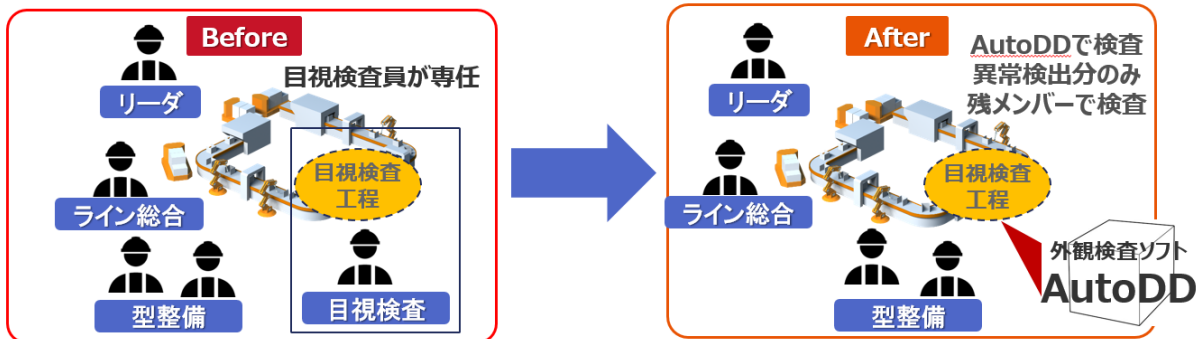 Before
目視検査員が専任
リーダ
ライン総合
目視検査
工程
型整備
目視検査
After
AutoDDで検査
異常検出分のみ
残メンバーで検査
リーダ
ライン総合
目視検査
工程
型整備
外観検査ソフト
AutoDD